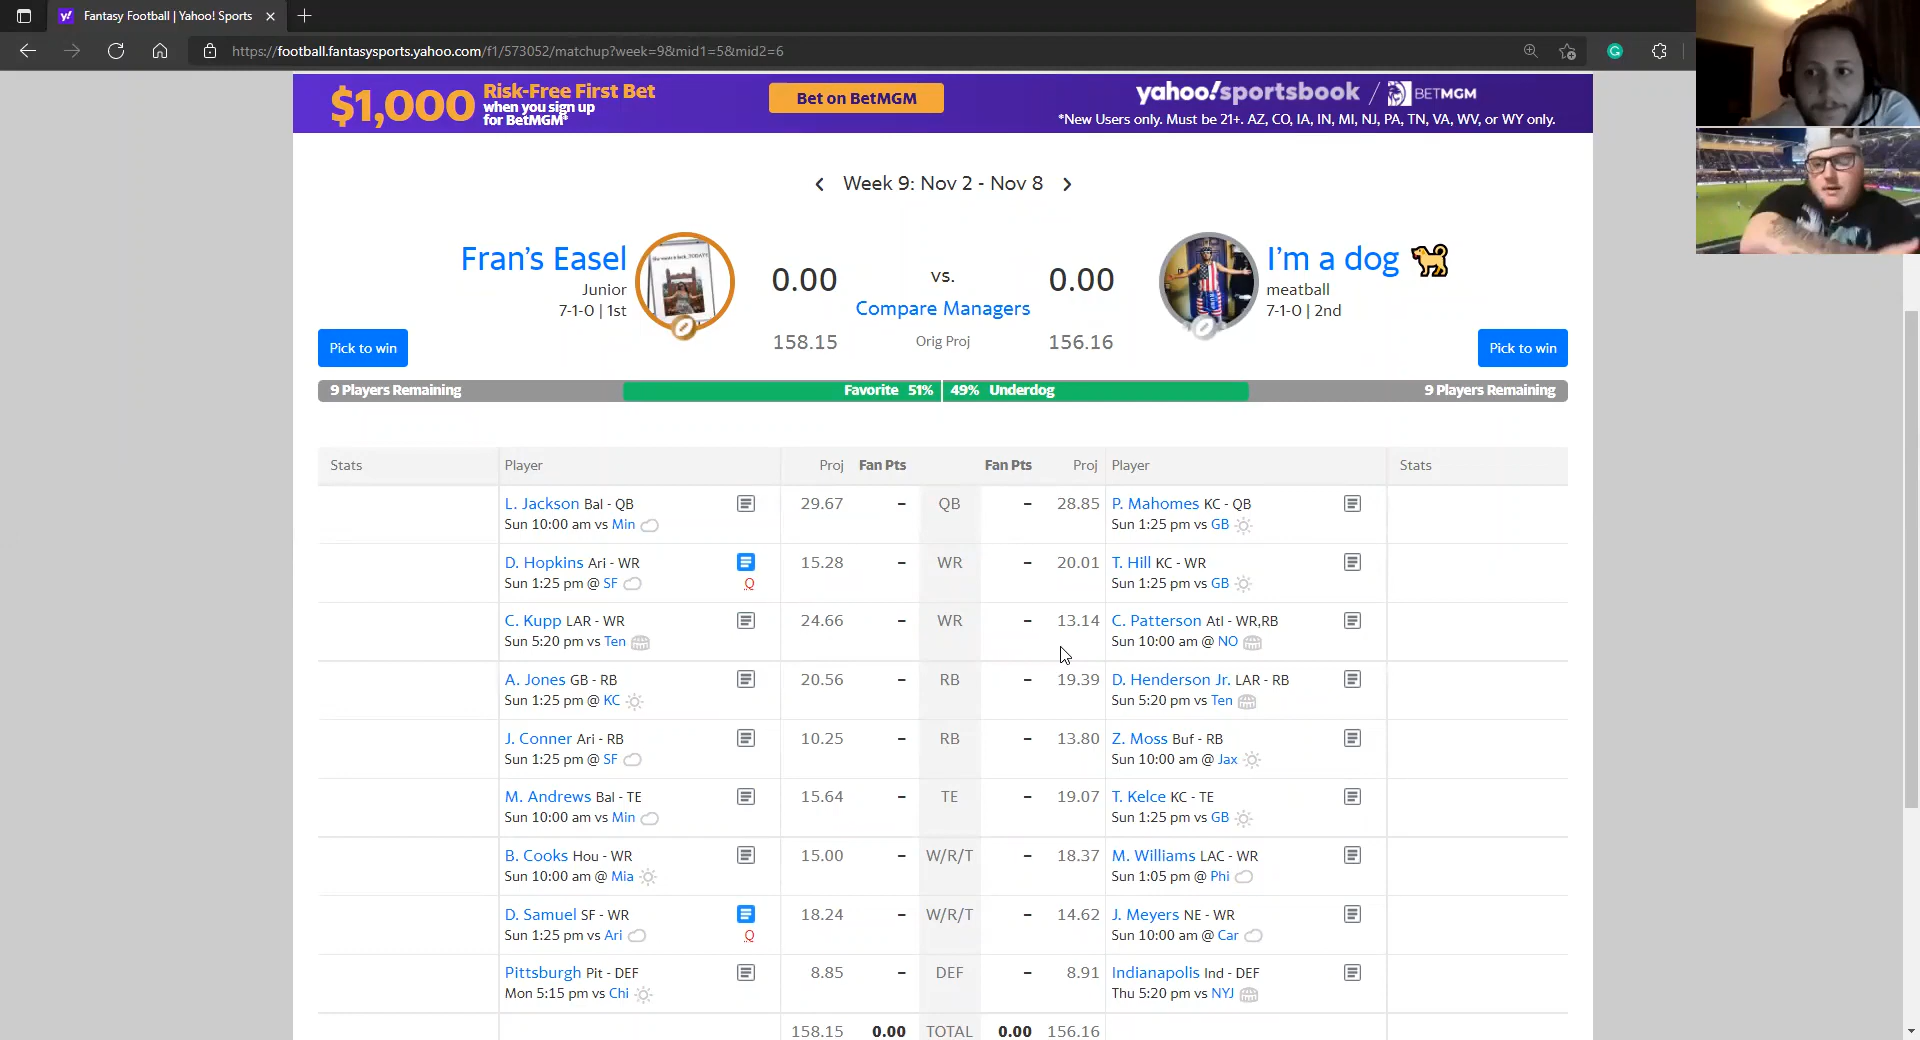 Fantasy Football | Yahoo! Sports
https://football.fantasysports.yahoo.com/f1/573052/matchup?week=9&mid1=5&mid2=6
$1,000
Risk-Free First Bet
when you sign up
for BetMGM*
Bet on BetMGM
yahoo!sportsbook / BETMGM
*New Users only. Must be 21+. AZ, CO, IA, IN, MI, NJ, PA, TN, VA, WV, or WY only.
Week 9: Nov 2 - Nov 8
Fran's Easel
Junior
7-1-0 | 1st
0.00
158.15
vs.
Compare Managers
Orig Proj
0.00
156.16
I'm a dog
meatball
7-1-0 | 2nd
Pick to win
Pick to win
9 Players Remaining Favorite 51% 49% Underdog 9 Players Remaining
Stats Player Proj Fan Pts Fan Pts Proj Player Stats
L. Jackson Bal - QB 29.67 – QB – 28.85 P. Mahomes KC - QB
Sun 10:00 am vs Min Sun 1:25 pm vs GB
D. Hopkins Ari - WR 15.28 – WR – 20.01 T. Hill KC - WR
Sun 1:25 pm @ SF Q Sun 1:25 pm vs GB
C. Kupp LAR - WR 24.66 – WR – 13.14 C. Patterson Atl - WR,RB
Sun 5:20 pm vs Ten Sun 10:00 am @ NO
A. Jones GB - RB 20.56 – RB – 19.39 D. Henderson Jr. LAR - RB
Sun 1:25 pm @ KC Sun 5:20 pm vs Ten
J. Conner Ari - RB 10.25 – RB – 13.80 Z. Moss Buf - RB
Sun 1:25 pm @ SF Sun 10:00 am @ Jax
M. Andrews Bal - TE 15.64 – TE – 19.07 T. Kelce KC - TE
Sun 10:00 am vs Min Sun 1:25 pm vs GB
B. Cooks Hou - WR 15.00 – W/R/T – 18.37 M. Williams LAC - WR
Sun 10:00 am @ Mia Sun 1:05 pm @ Phi
D. Samuel SF - WR 18.24 – W/R/T – 14.62 J. Meyers NE - WR
Sun 1:25 pm vs Ari Q Sun 10:00 am @ Car
Pittsburgh Pit - DEF 8.85 – DEF – 8.91 Indianapolis Ind - DEF
Mon 5:15 pm vs Chi Thu 5:20 pm vs NYJ
158.15 0.00 TOTAL 0.00 156.16